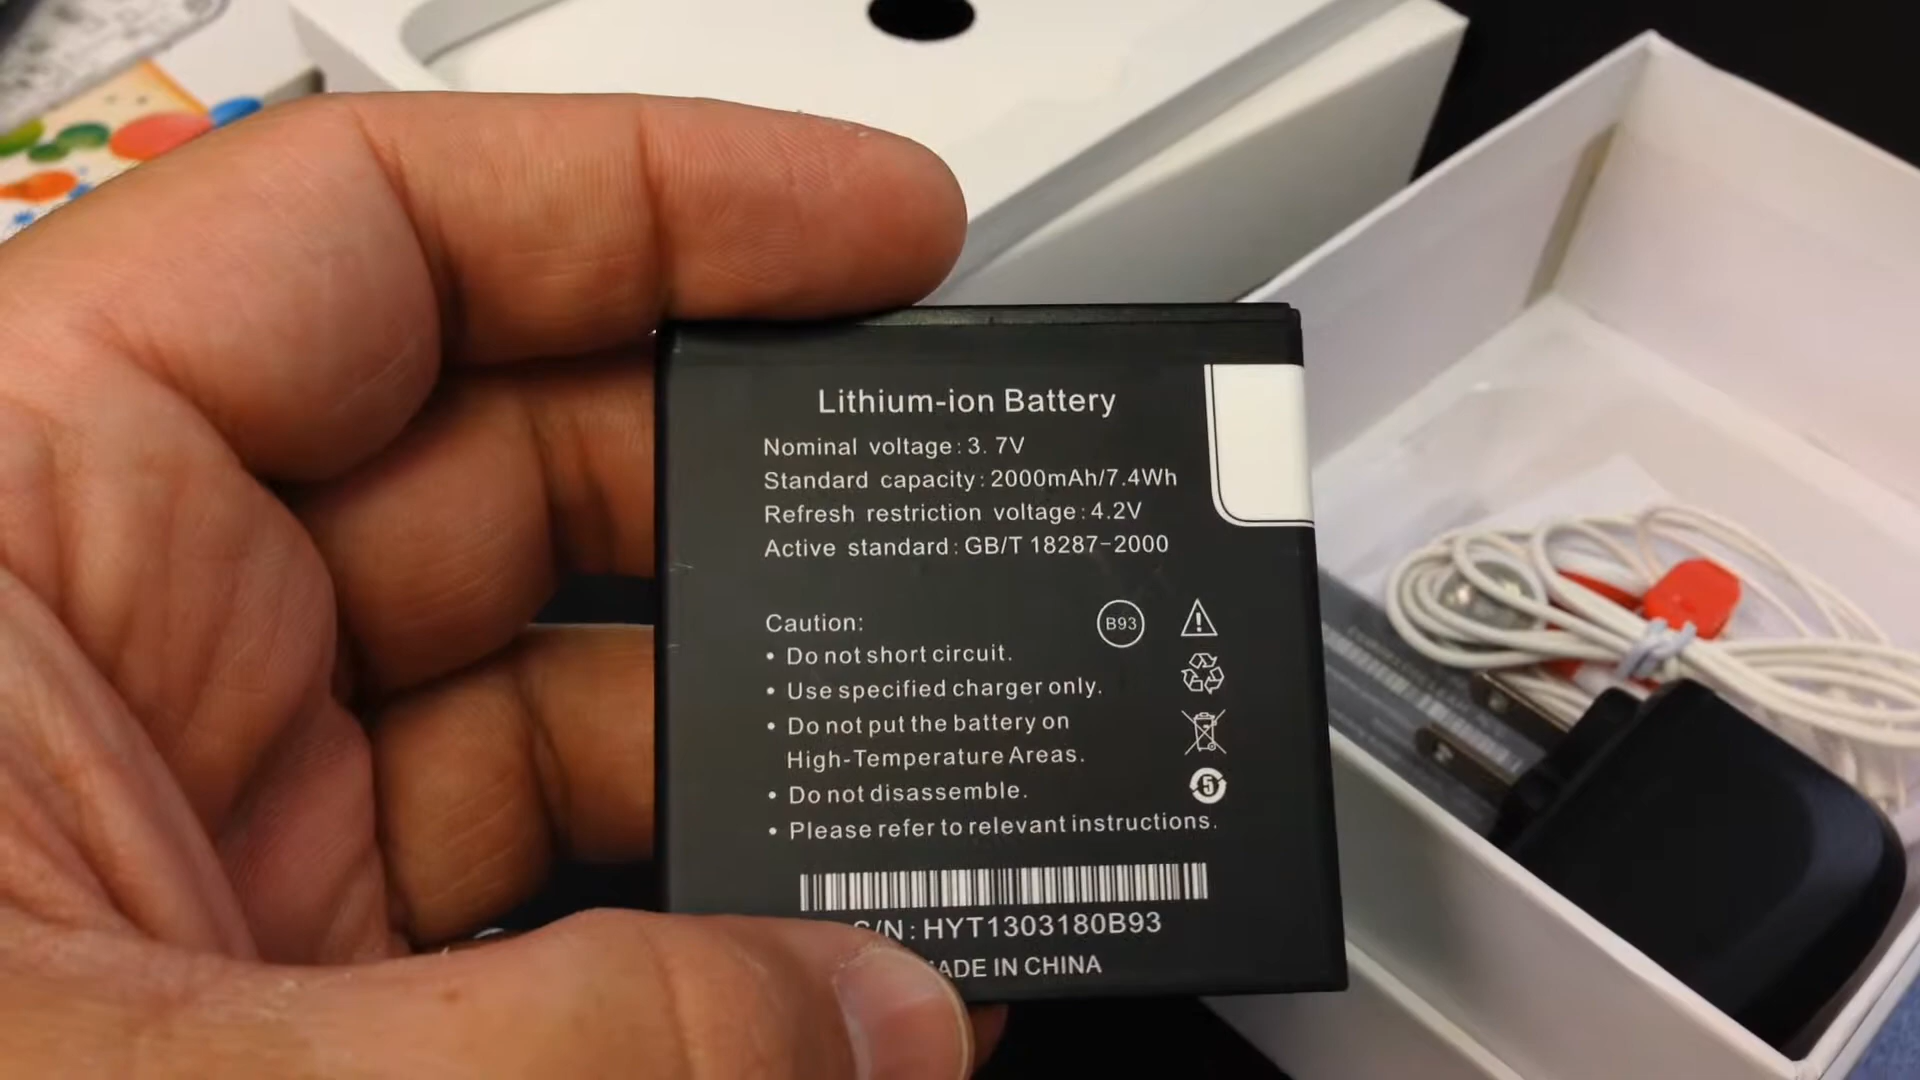 Lithium-ion Battery
Nominal voltage: 3. 7V
Standard capacity: 2000mAh/7.4Wh
Refresh restriction voltage: 4.2V
Active standard: GB/T 18287-2000
Caution:
B93
• Do not short circuit.
• Use specified charger only.
• Do not put the battery on
High-Temperature Areas.
• Do not disassemble.
5
• Please refer to relevant instructions.
S/N: HYT1303180B93
MADE IN CHINA